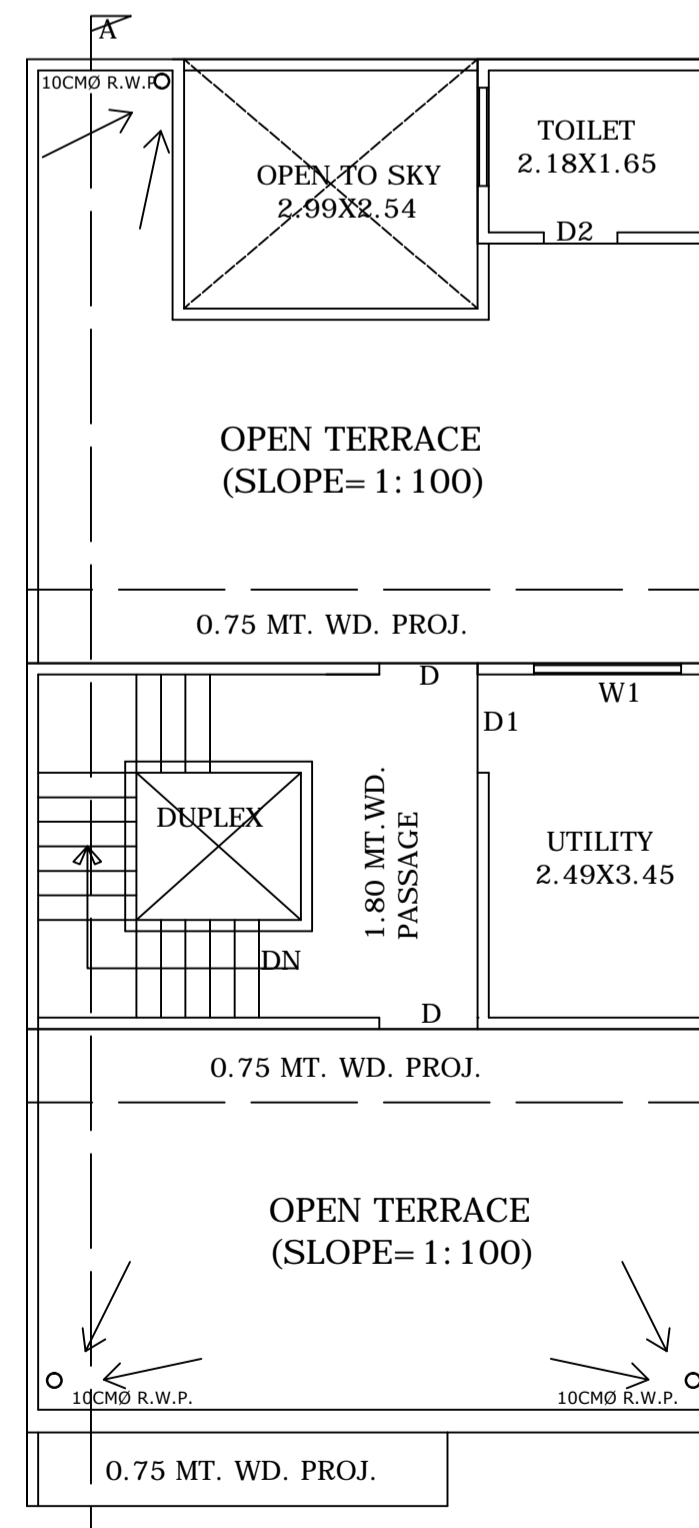 A
10CMØ R.W.P
TOILET
2.18X1.65
OPEN TO SKY
2.99X2.54
D2
OPEN TERRACE
(SLOPE= 1:100)
0.75 MT. WD. PROJ.
D
W1
D1
DUPLEX
1.80 MT.WD.
PASSAGE
UTILITY
2.49X3.45
DN
D
0.75 MT. WD. PROJ.
OPEN TERRACE
(SLOPE= 1:100)
10CMØ R.W.P.
10CMØ R.W.P.
0.75 MT. WD. PROJ.